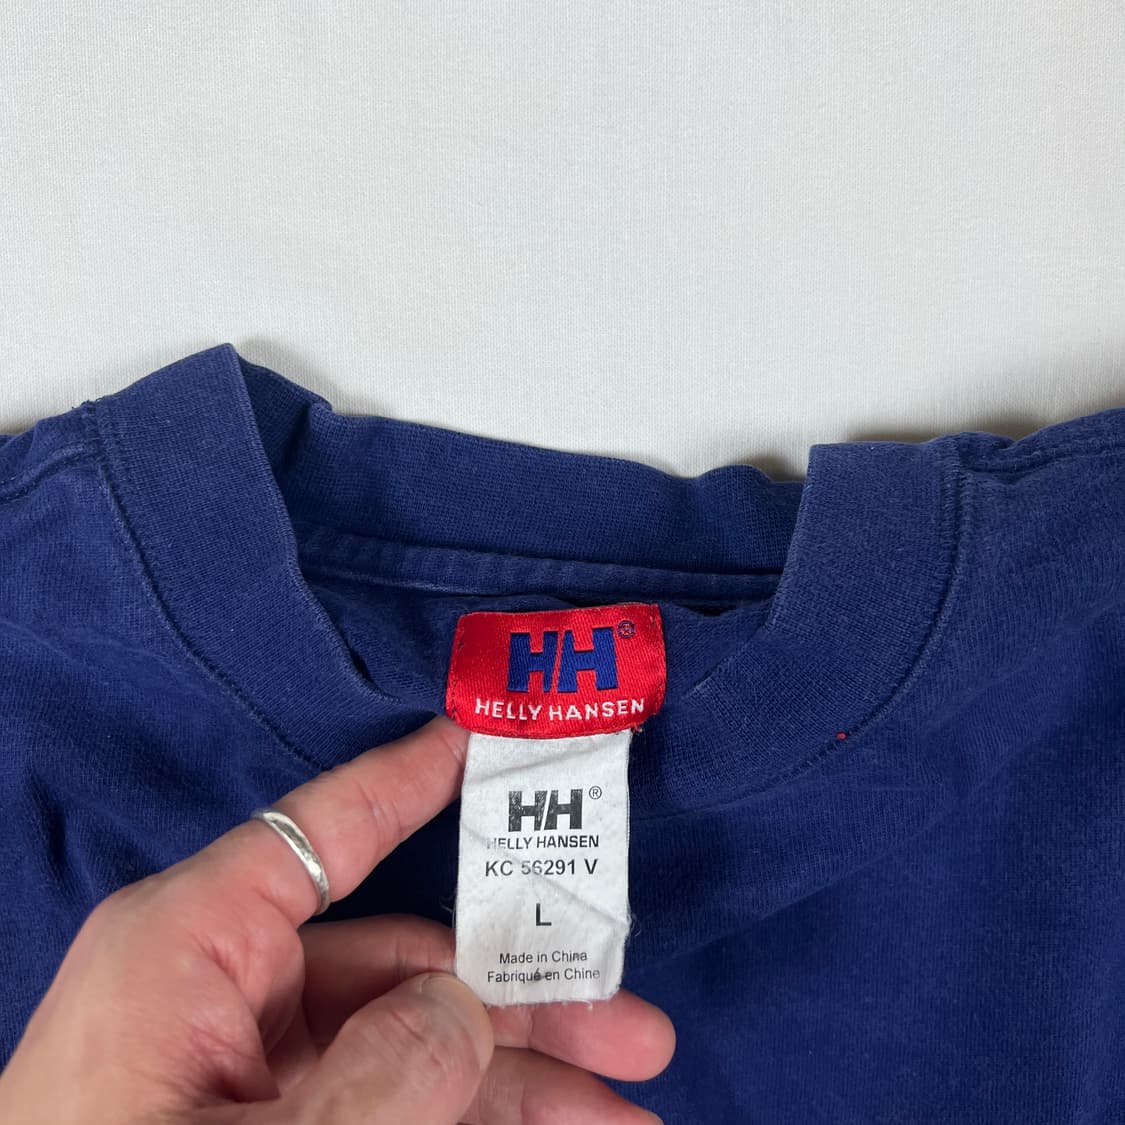 HH®
HELLY HANSEN
HH®
HELLY HANSEN
KC 56291 V
L
Made in China
Fabriqué en Chine